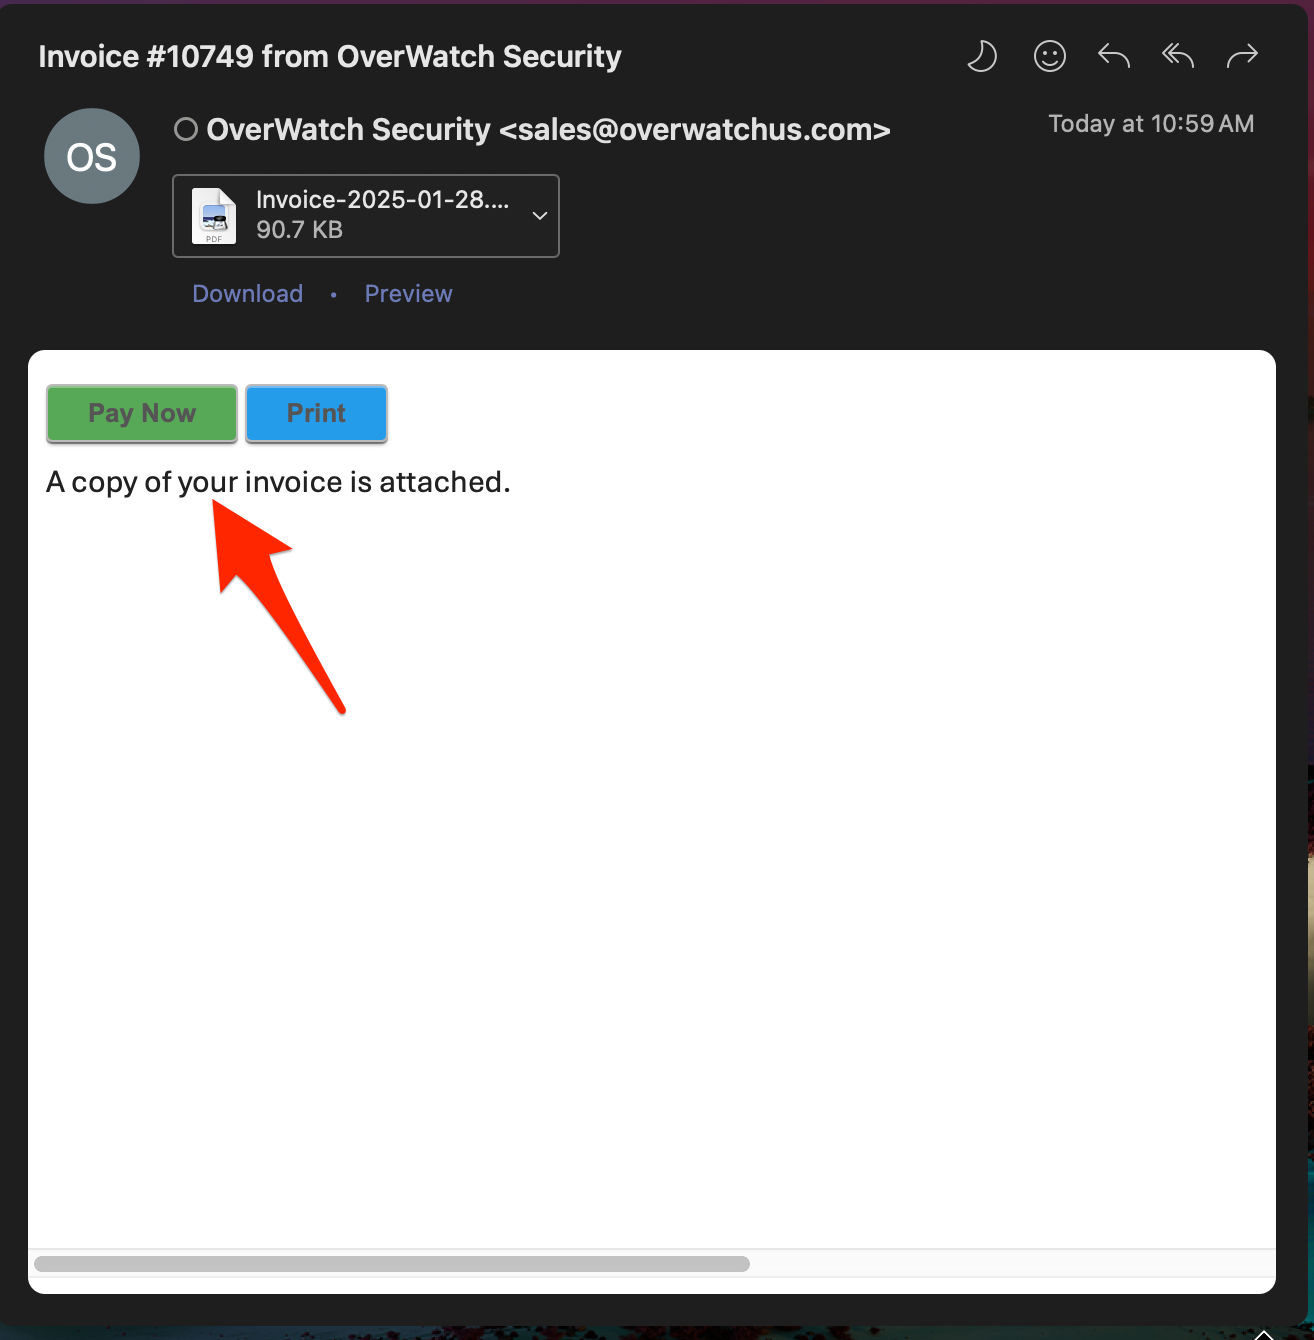 Invoice #10749 from OverWatch Security
OS
OverWatch Security <sales@overwatchus.com>
Today at 10:59 AM
Invoice-2025-01-28....
90.7 KB
PDF
Download • Preview
Pay Now Print
A copy of your invoice is attached.